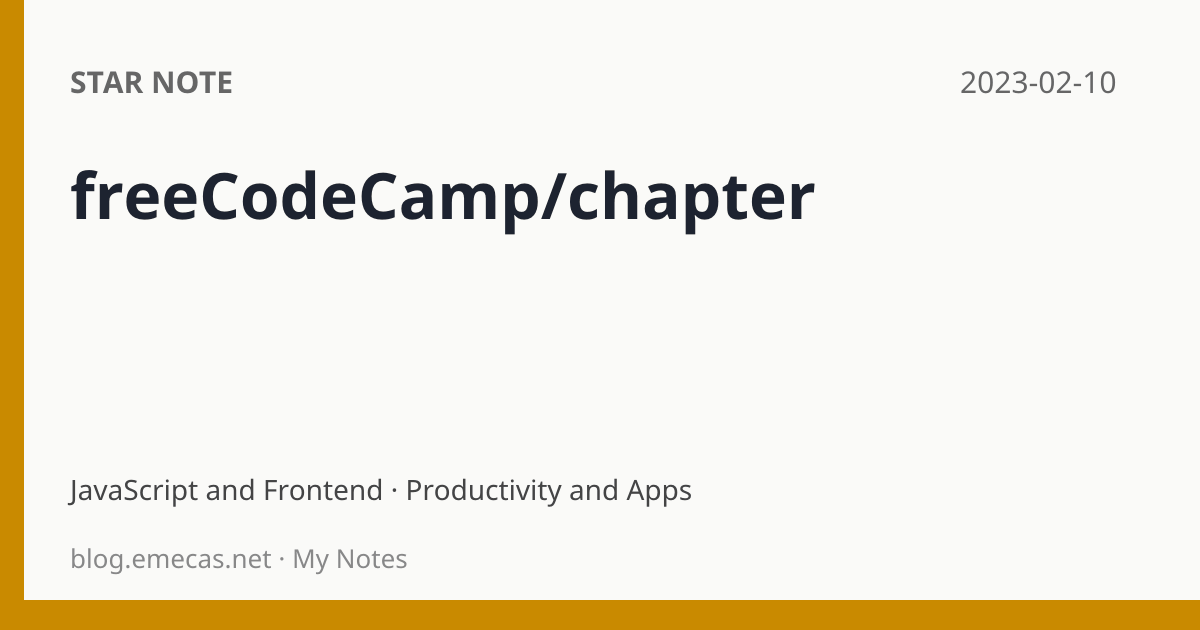 STAR NOTE 2023-02-10
freeCodeCamp/chapter
JavaScript and Frontend · Productivity and Apps
blog.emecas.net · My Notes